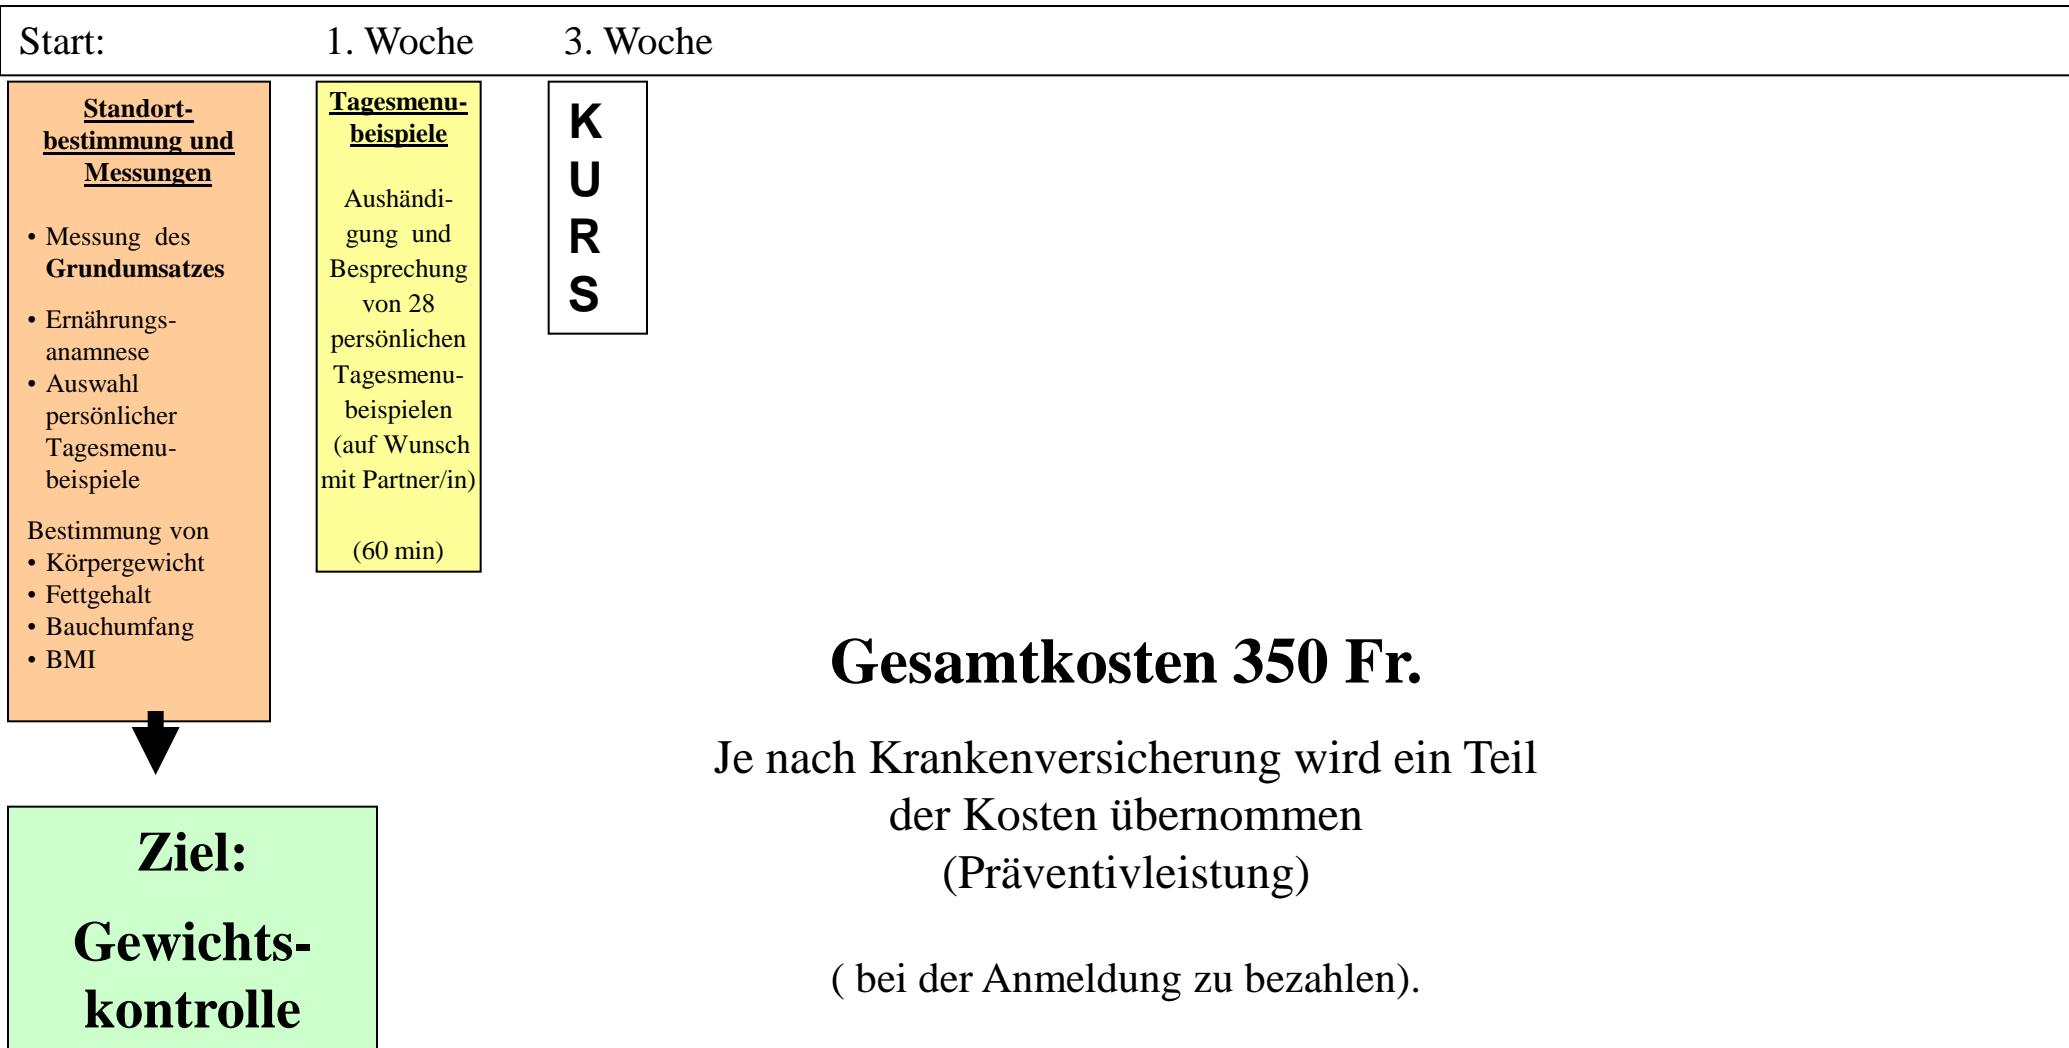 Start: 1. Woche 3. Woche
Standort-
bestimmung und
Messungen
• Messung des
Grundumsatzes
• Ernährungs-
anamnese
• Auswahl
persönlicher
Tagesmenu-
beispiele
Bestimmung von
• Körpergewicht
• Fettgehalt
• Bauchumfang
• BMI
Tagesmenu-
beispiele
Aushändi-
gung und
Besprechung
von 28
persönlichen
Tagesmenu-
beispielen
(auf Wunsch
mit Partner/in)
(60 min)
K
U
R
S
Ziel:
Gewichts-
kontrolle
Gesamtkosten 350 Fr.
Je nach Krankenversicherung wird ein Teil
der Kosten übernommen
(Präventivleistung)
( bei der Anmeldung zu bezahlen).